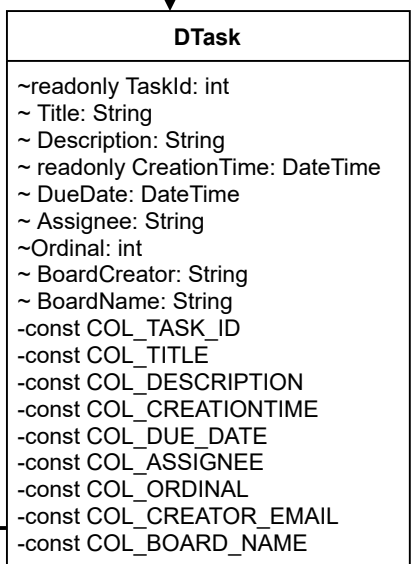 DTask
~readonly TaskId: int
~ Title: String
~ Description: String
~ readonly CreationTime: DateTime
~ DueDate: DateTime
~ Assignee: String
~Ordinal: int
~ BoardCreator: String
~ BoardName: String
-const COL_TASK_ID
-const COL_TITLE
-const COL_DESCRIPTION
-const COL_CREATIONTIME
-const COL_DUE_DATE
-const COL_ASSIGNEE
-const COL_ORDINAL
-const COL_CREATOR_EMAIL
-const COL_BOARD_NAME